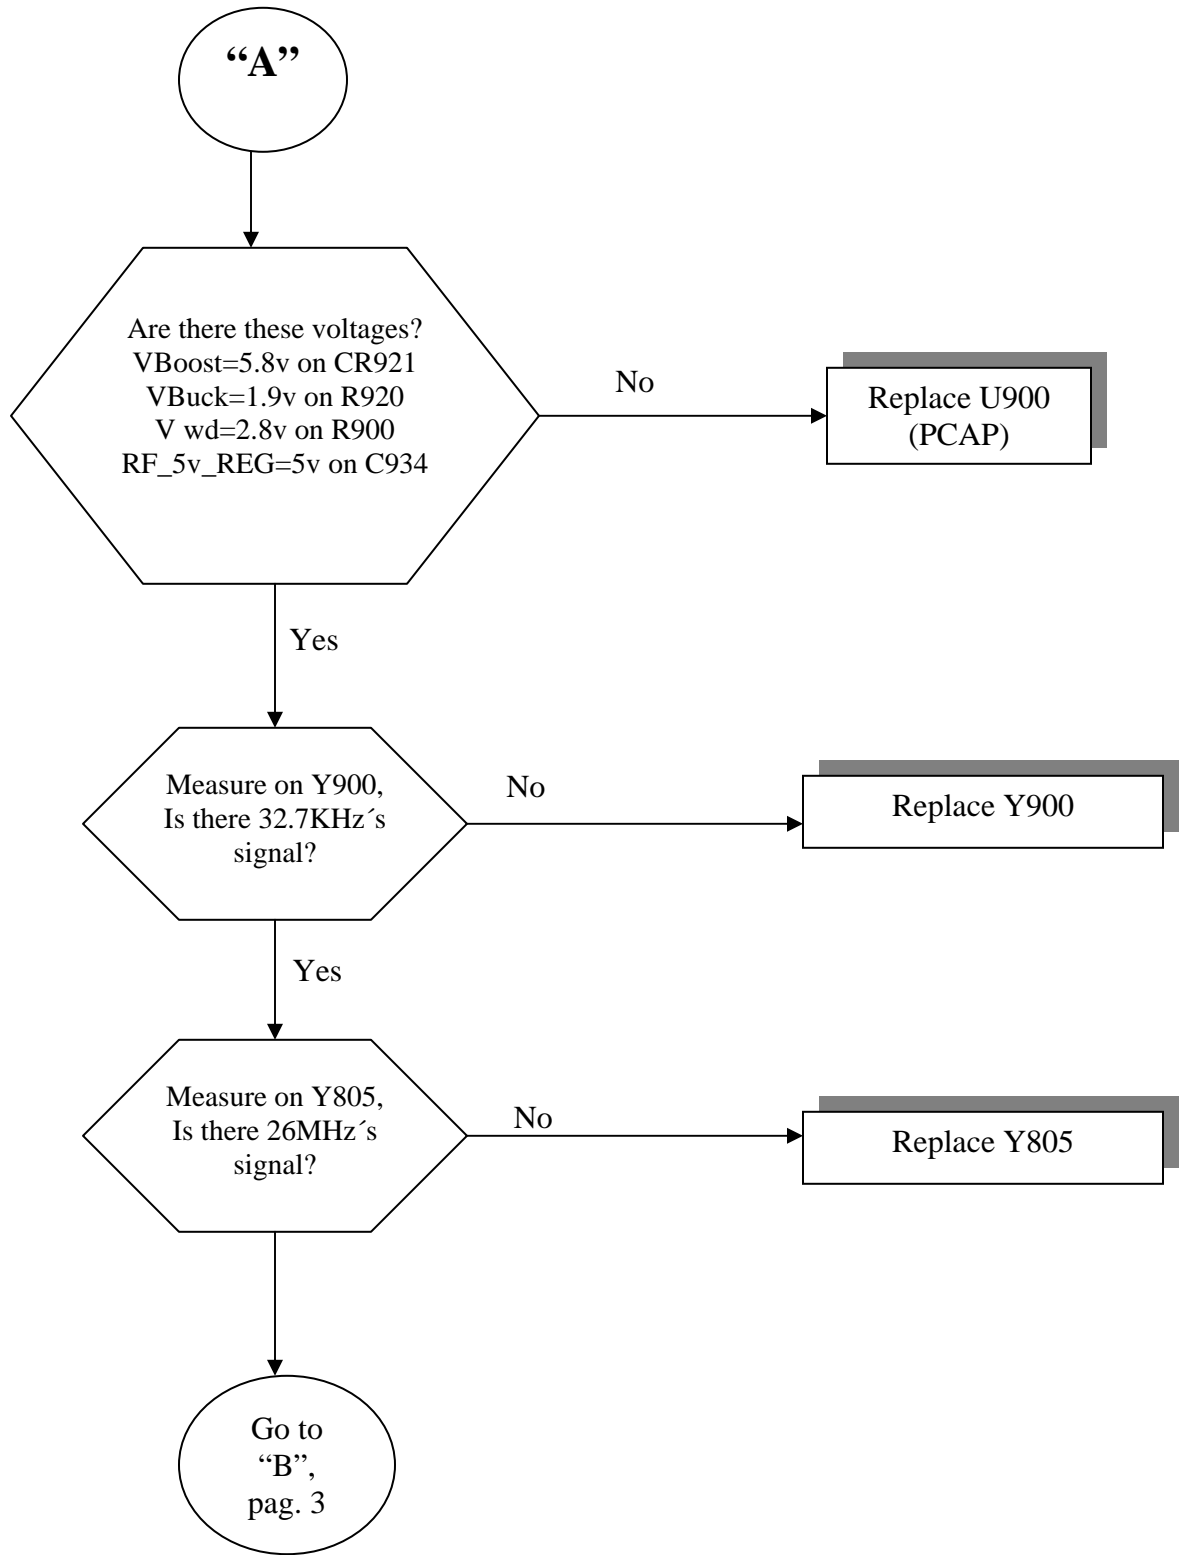 “A”
Are there these voltages?
VBoost=5.8v on CR921
VBuck=1.9v on R920
V wd=2.8v on R900
RF_5v_REG=5v on C934
No
Replace U900
(PCAP)
Yes
Measure on Y900,
Is there 32.7KHz´s
signal?
No
Replace Y900
Yes
Measure on Y805,
Is there 26MHz´s
signal?
No
Replace Y805
Go to
“B”,
pag. 3